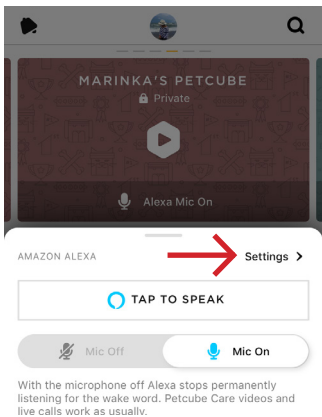 MARINKA'S PETCUBE
Private
Alexa Mic On
AMAZON ALEXA
Settings
TAP TO SPEAK
Mic Off
Mic On
With the microphone off Alexa stops permanently
listening for the wake word. Petcube Care videos and
live calls work as usually.